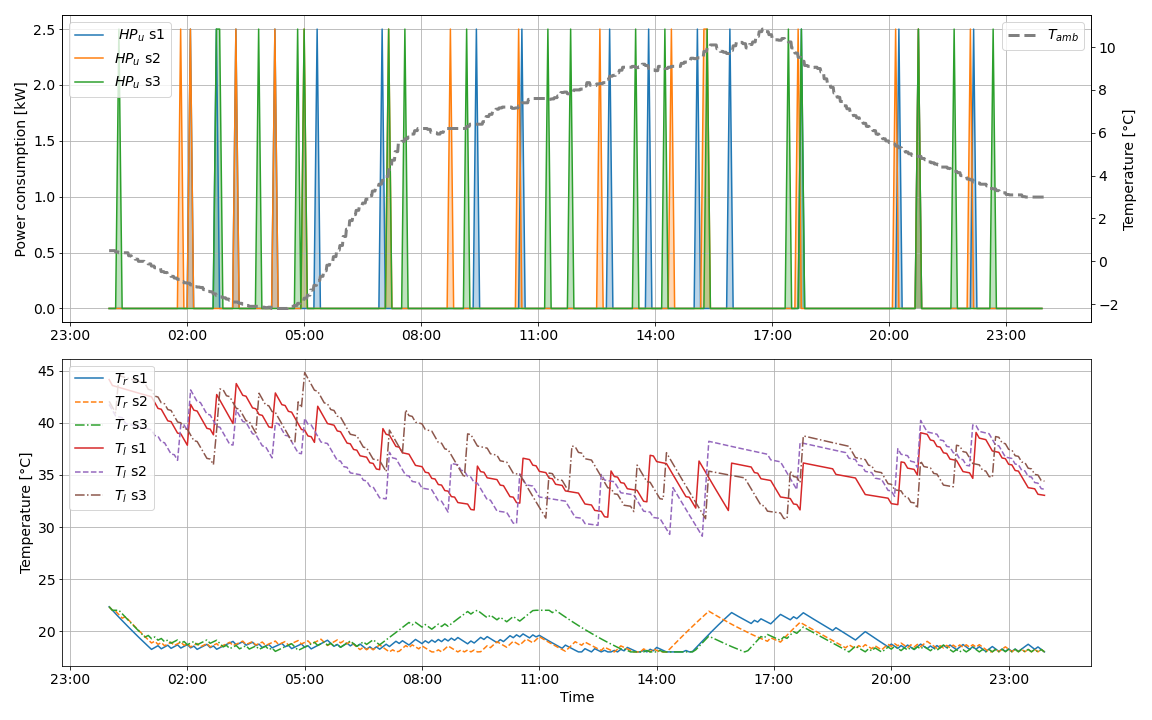 Power consumption [kW]
2.5
2.0
1.5
1.0
0.5
0.0
HP_u s1
HP_u s2
HP_u s3
T_amb
10
8
6
4
2
0
−2
Temperature [°C]
23:00 02:00 05:00 08:00 11:00 14:00 17:00 20:00 23:00
Temperature [°C]
45
40
35
30
25
20
T_r s1
T_r s2
T_r s3
T_l s1
T_l s2
T_l s3
23:00 02:00 05:00 08:00 11:00 14:00 17:00 20:00 23:00
Time